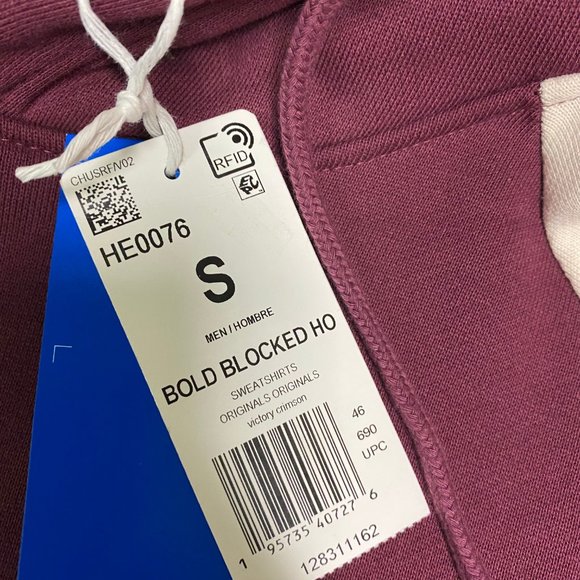 CHUSRF/V02
RFID
EPC
HE0076
S
MEN / HOMBRE
BOLD BLOCKED HO
SWEATSHIRTS
ORIGINALS ORIGINALS
victory crimson
46
690
UPC
1 95735 40727 6
128311162